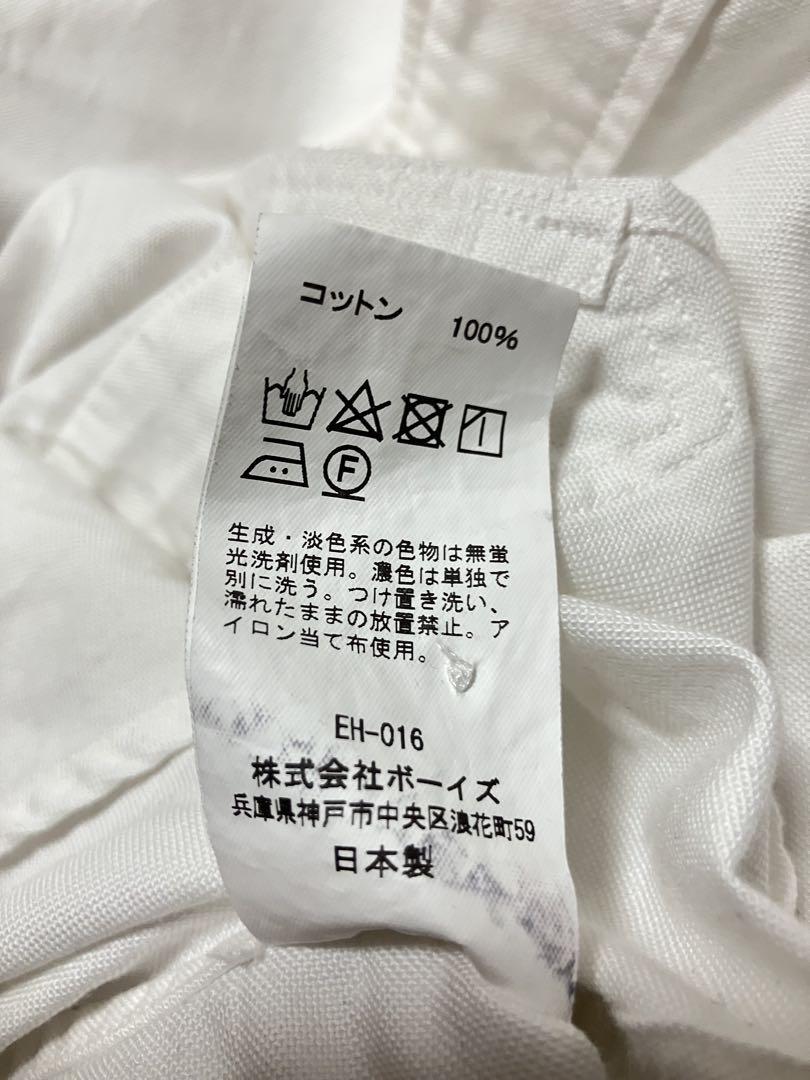 コットン 100%
F
生成・淡色系の色物は無蛍
光洗剤使用。濃色は単独で
別に洗う。つけ置き洗い、
濡れたままの放置禁止。ア
イロン当て布使用。
EH-016
株式会社ボーイズ
兵庫県神戸市中央区浪花町59
日本製